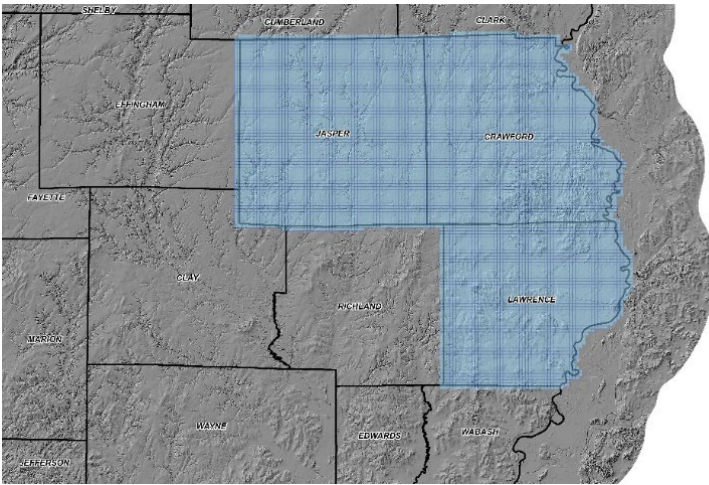 SHELBY
CUMBERLAND
CLARK
EFFINGHAM
JASPER
CRAWFORD
FAYETTE
CLAY
RICHLAND
LAWRENCE
MARION
WAYNE
EDWARDS
WABASH
JEFFERSON